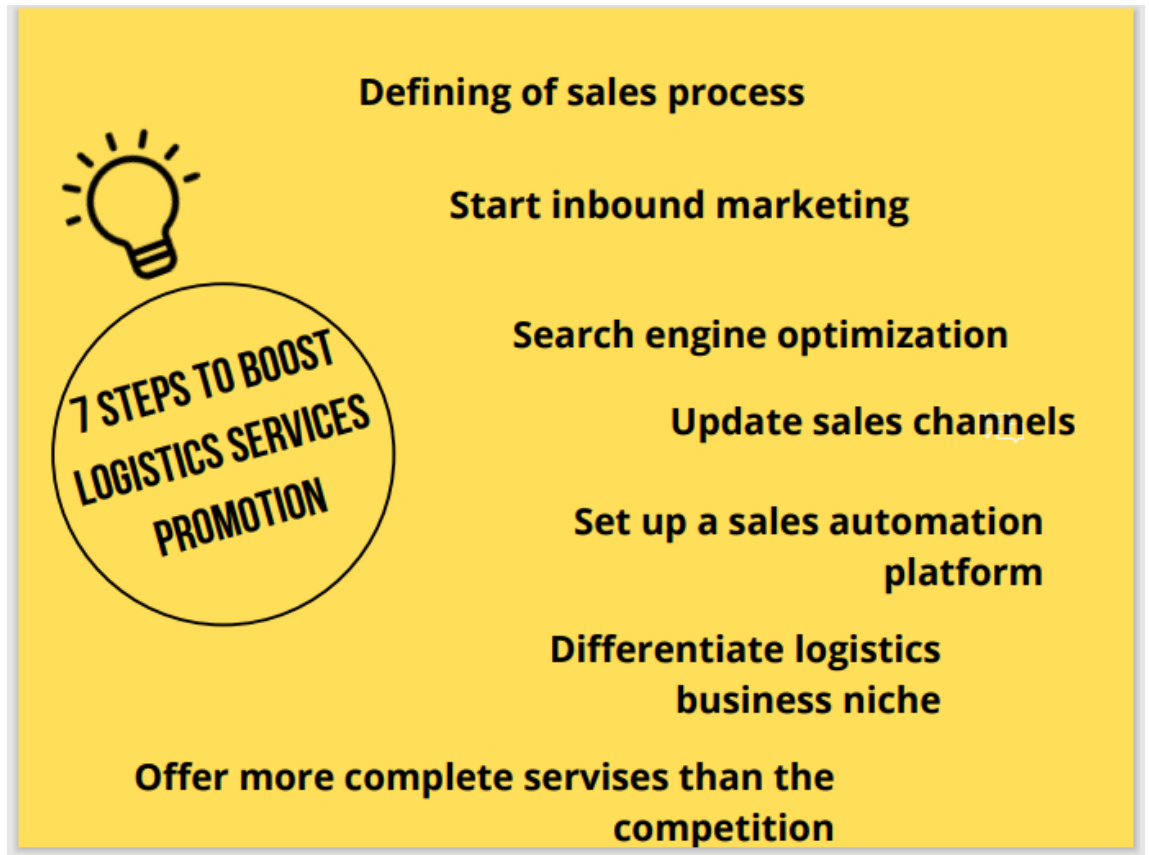 Defining of sales process
Start inbound marketing
7 STEPS TO BOOST
LOGISTICS SERVICES
PROMOTION
Search engine optimization
Update sales channels
Set up a sales automation
platform
Differentiate logistics
business niche
Offer more complete servises than the
competition